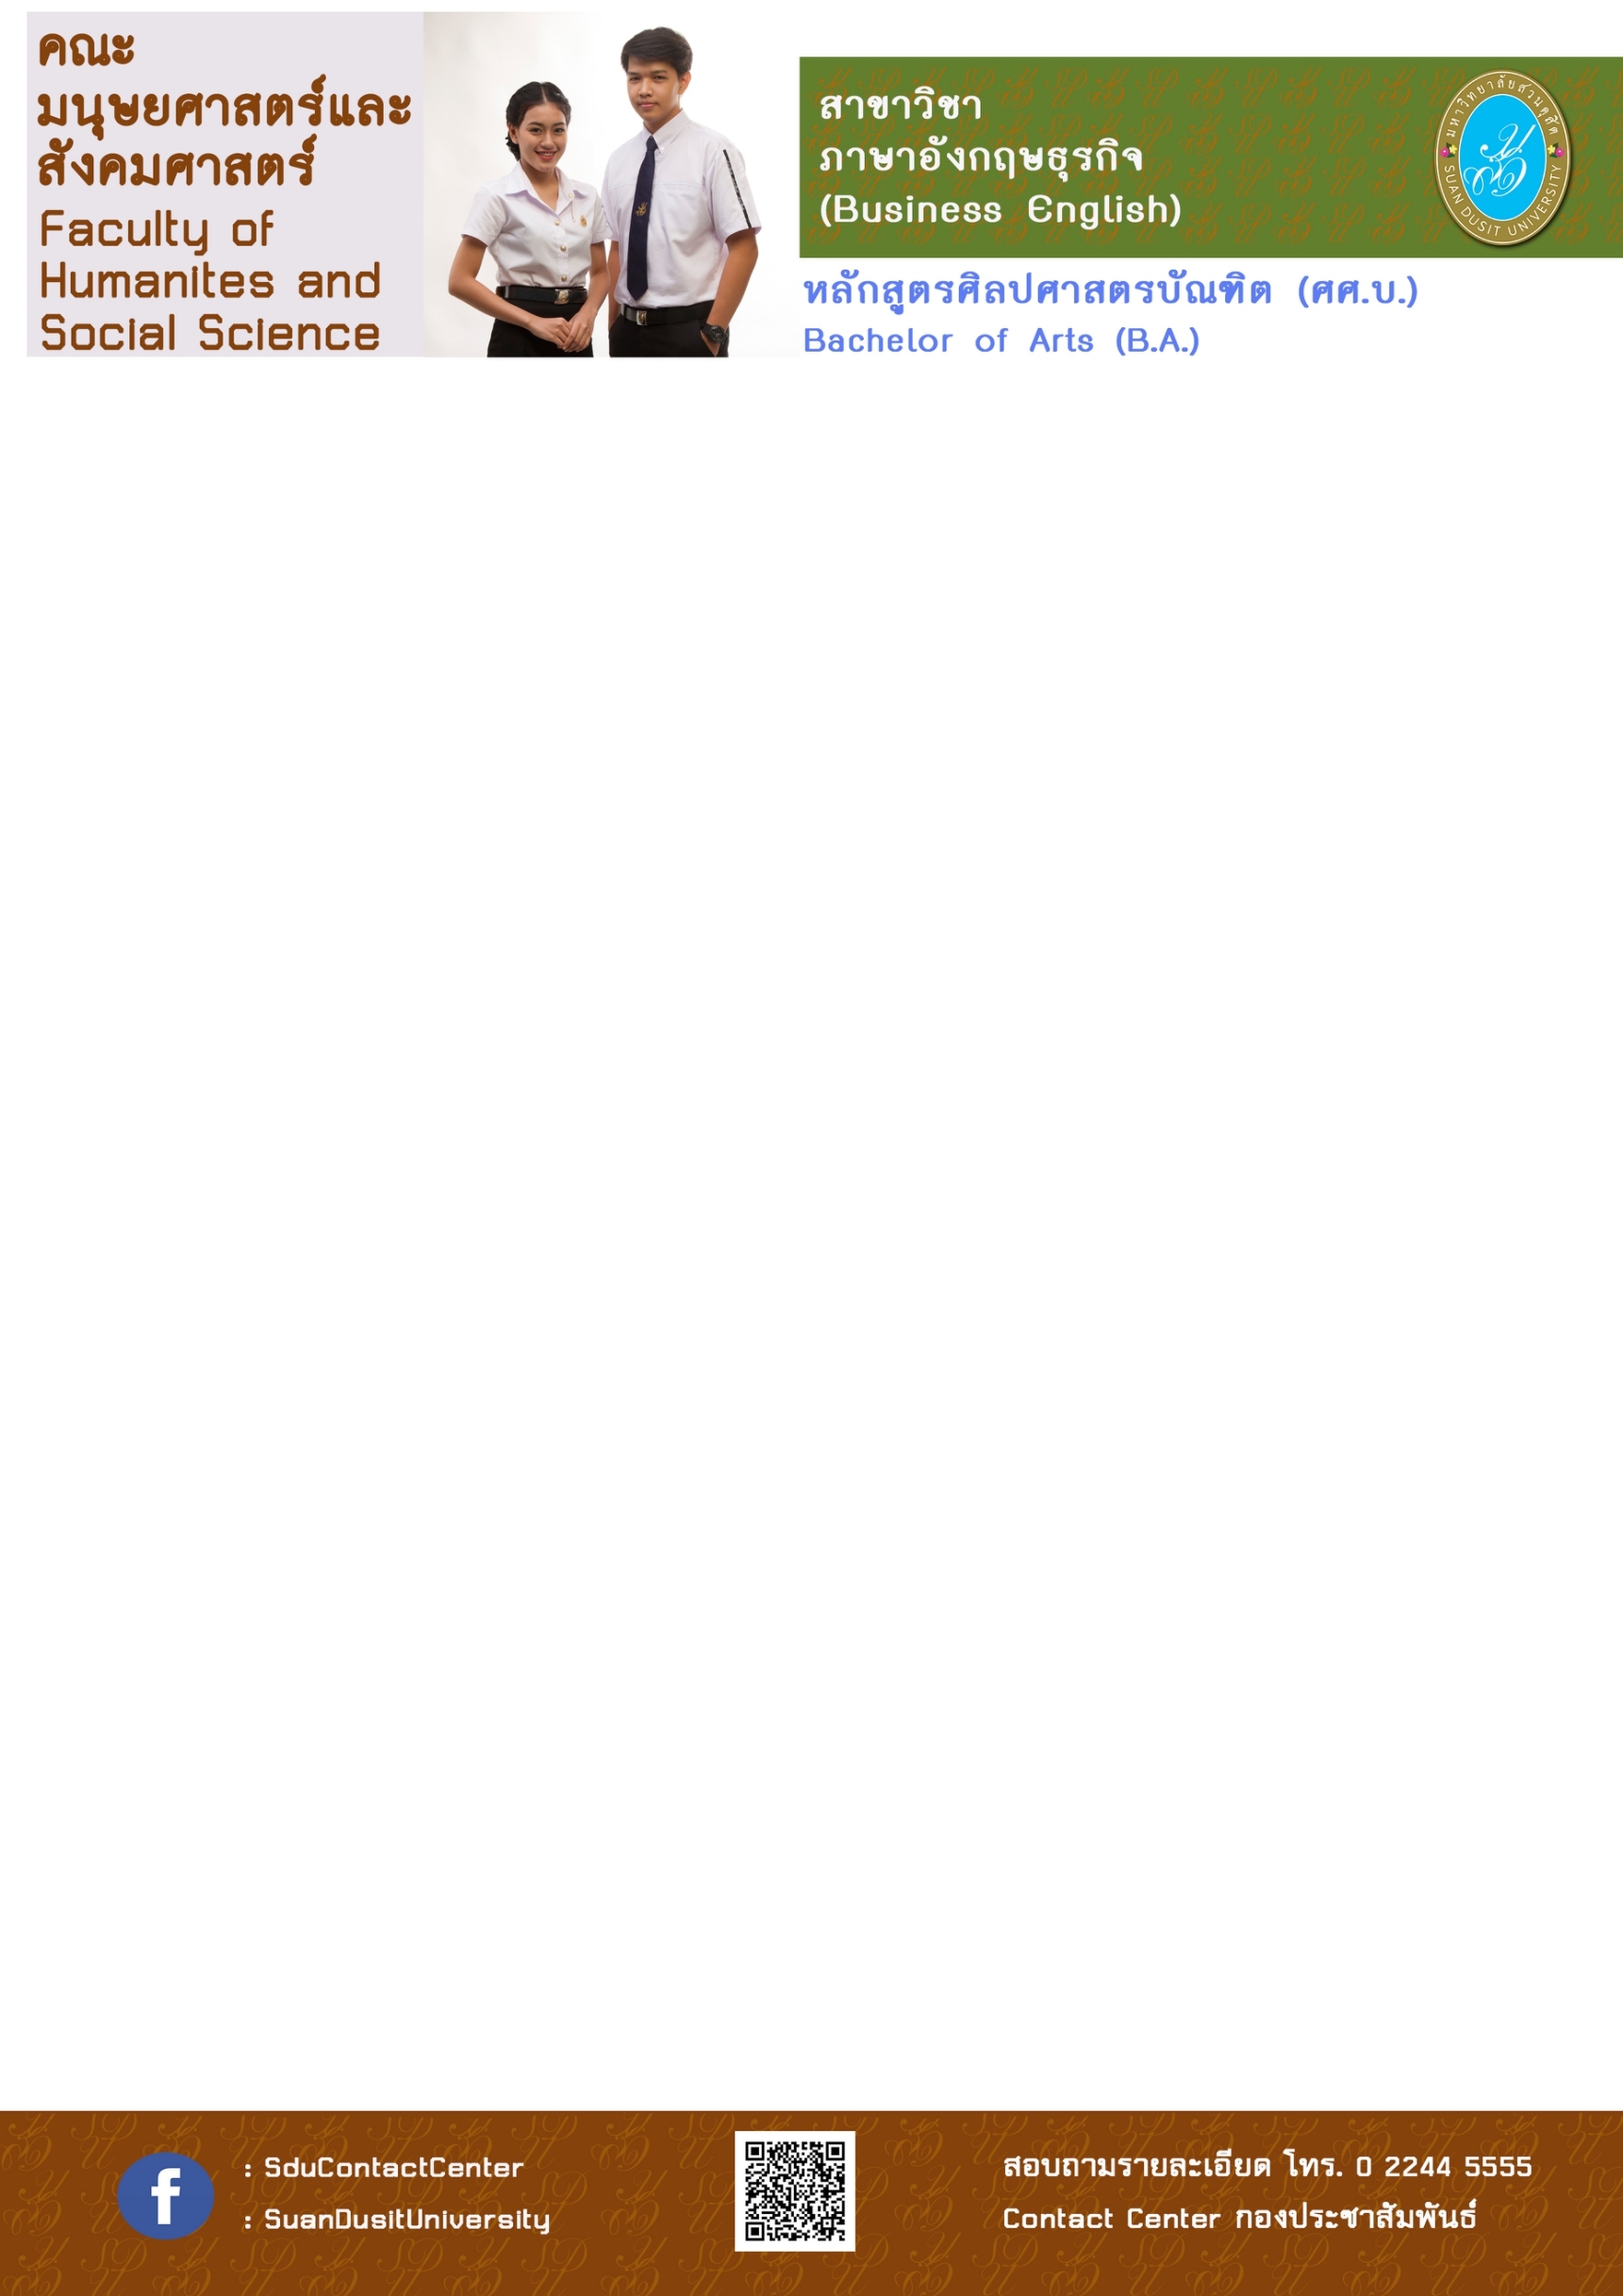 คณะ
มนุษยศาสตร์และ
สังคมศาสตร์
Faculty of
Humanites and
Social Science
สาขาวิชา
ภาษาอังกฤษธุรกิจ
(Business English)
มหาวิทยาลัยสวนดุสิต
SUAN DUSIT UNIVERSITY
หลักสูตรศิลปศาสตรบัณฑิต (ศศ.บ.)
Bachelor of Arts (B.A.)
: SduContactCenter
: SuanDusitUniversity
สอบถามรายละเอียด โทร. 0 2244 5555
Contact Center กองประชาสัมพันธ์